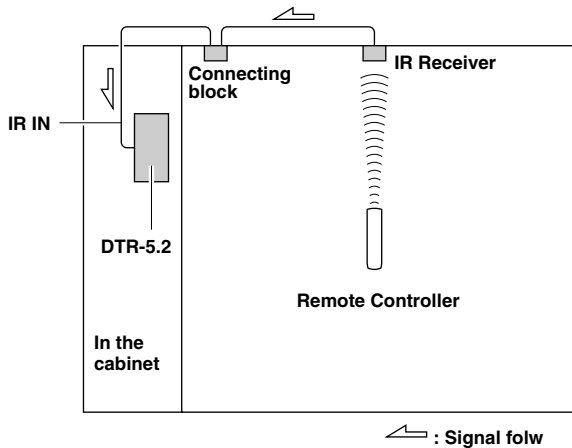 Connecting
block
IR Receiver
IR IN
DTR-5.2
Remote Controller
In the
cabinet
: Signal folw